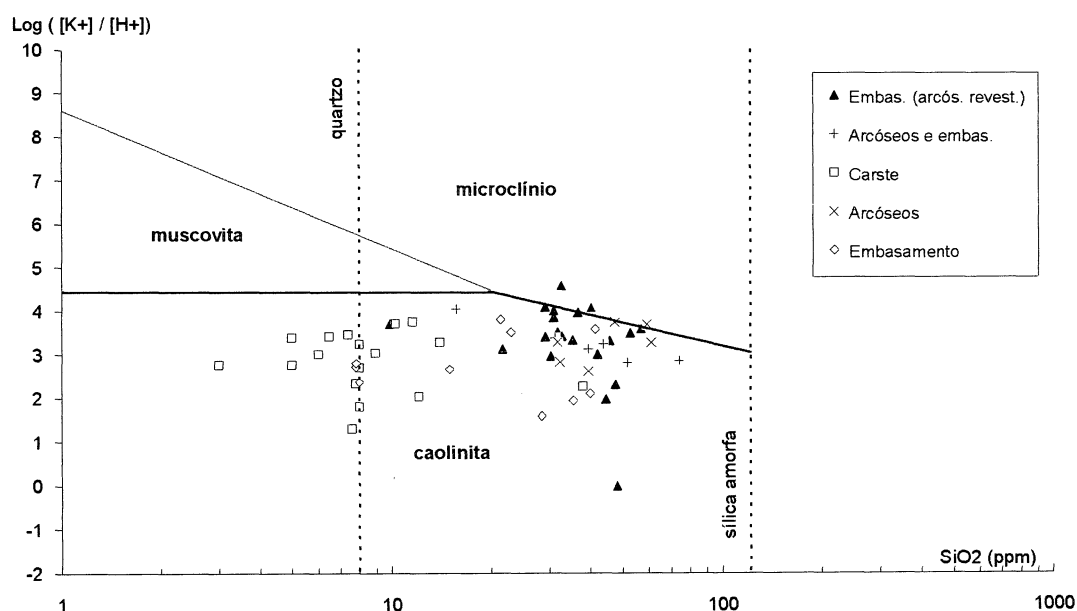 Log ( [K+] / [H+])
10
9
8
7
6
5
4
3
2
1
0
-1
-2
quartzo
microclínio
muscovita
caolinita
sílica amorfa
SiO2 (ppm)
1
10
100
1000
Embas. (arcós. revest.)
Arcóseos e embas.
Carste
Arcóseos
Embasamento